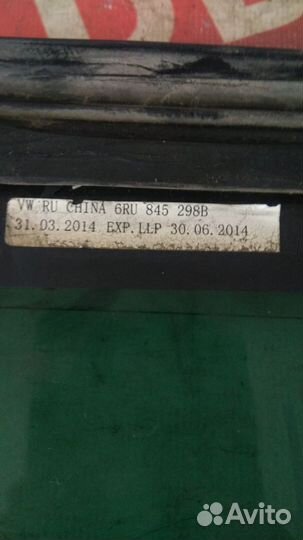 VW RU CHINA 6RU 845 298B
31.03.2014 EXP.LLP 30.06.2014
Avito